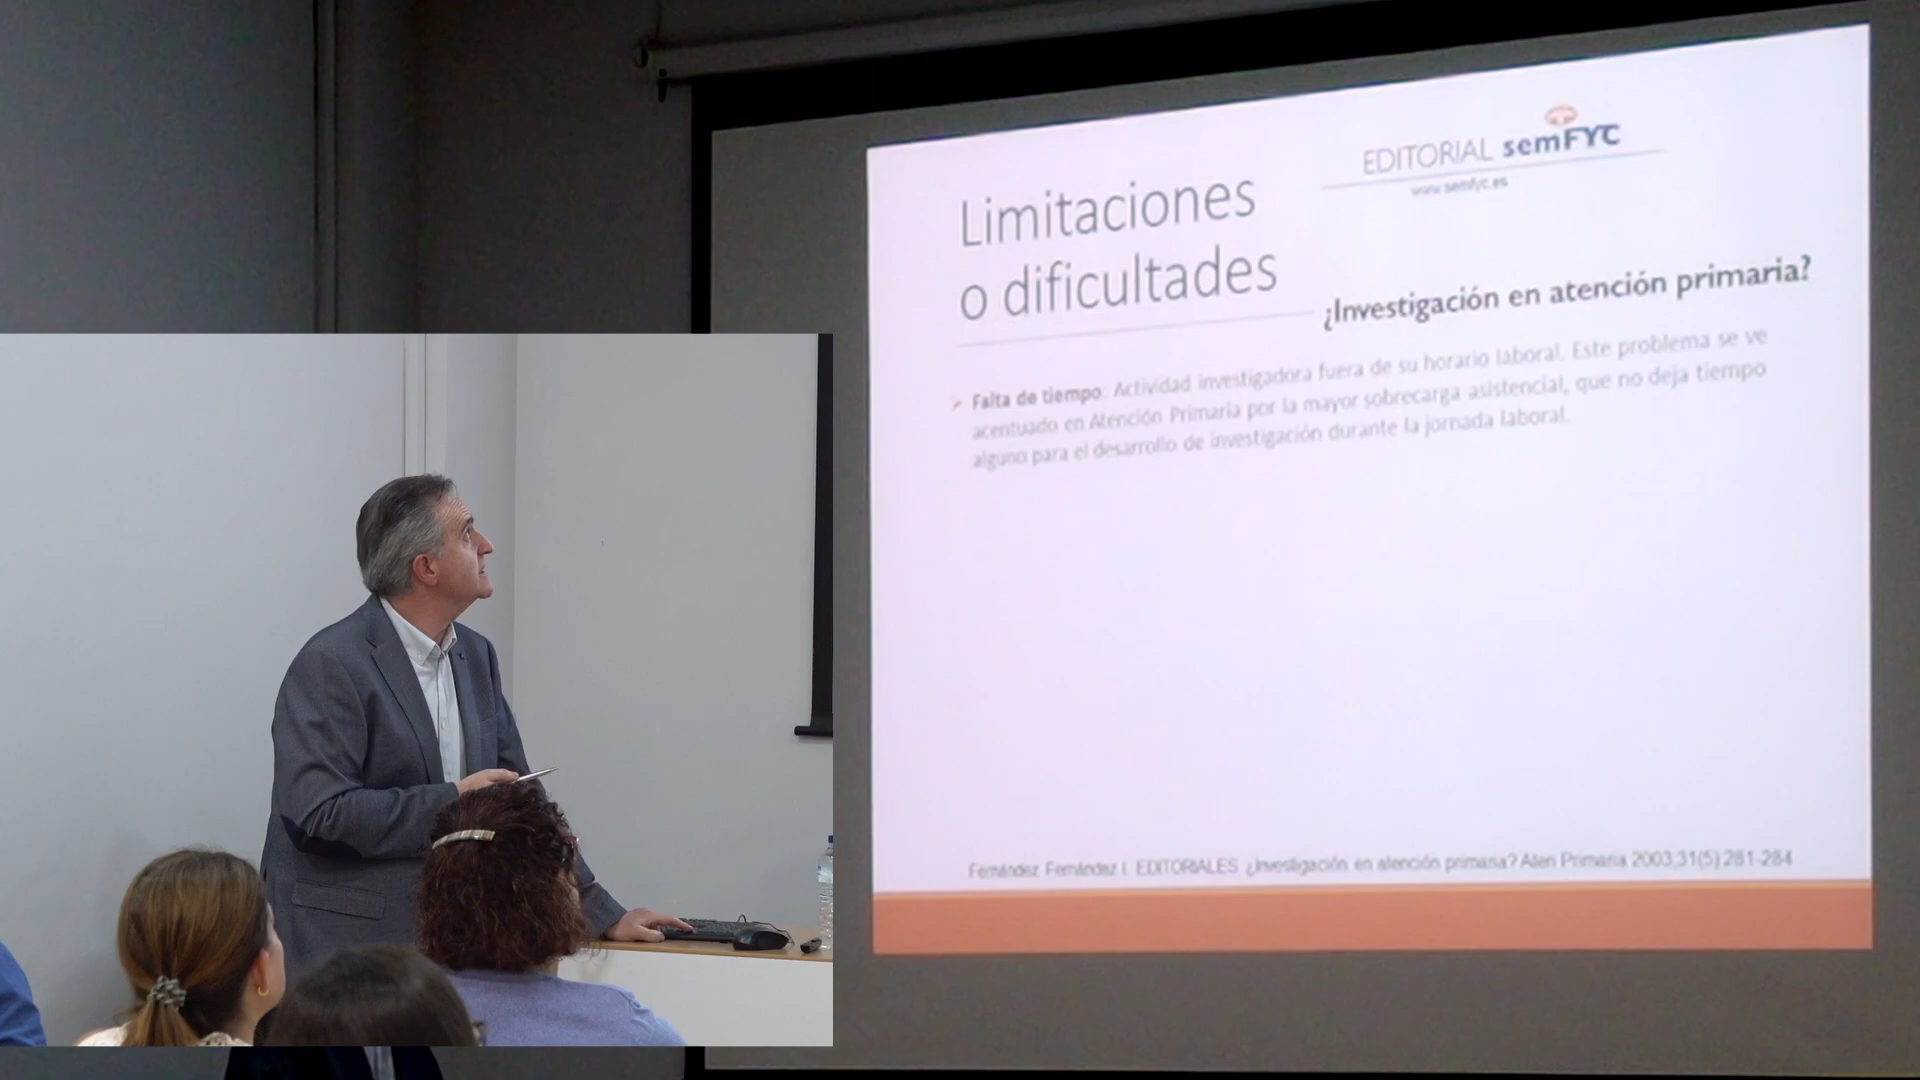 EDITORIAL semFYC
www.semfyc.es
Limitaciones
o dificultades
¿Investigación en atención primaria?
Falta de tiempo: Actividad investigadora fuera de su horario laboral. Este problema se ve
acentuado en Atención Primaria por la mayor sobrecarga asistencial, que no deja tiempo
alguno para el desarrollo de investigación durante la jornada laboral.
Fernández Fernández I. EDITORIALES ¿Investigación en atención primaria? Aten Primaria 2003;31(5):281-284